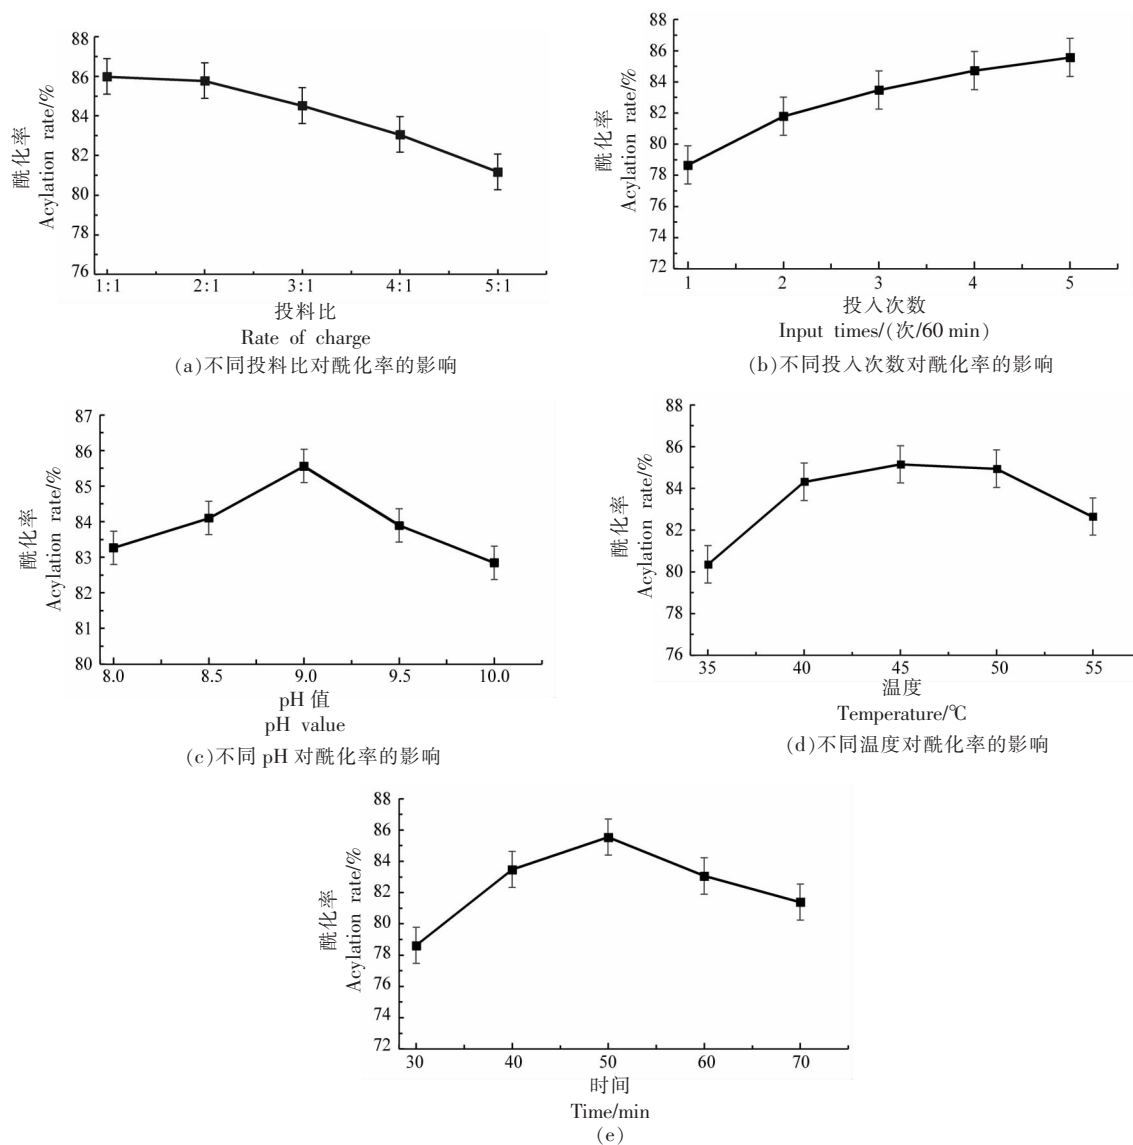 88
86
84
82
80
78
76
酰化率
Acylation rate/%
1:1 2:1 3:1 4:1 5:1
投料比
Rate of charge
(a)不同投料比对酰化率的影响
88
86
84
82
80
78
76
74
72
酰化率
Acylation rate/%
1 2 3 4 5
投入次数
Input times/(次/60 min)
(b)不同投入次数对酰化率的影响
87
86
85
84
83
82
81
80
酰化率
Acylation rate/%
8.0 8.5 9.0 9.5 10.0
pH 值
pH value
(c)不同 pH 对酰化率的影响
88
86
84
82
80
78
76
酰化率
Acylation rate/%
35 40 45 50 55
温度
Temperature/℃
(d)不同温度对酰化率的影响
88
86
84
82
80
78
76
74
72
酰化率
Acylation rate/%
30 40 50 60 70
时间
Time/min
(e)